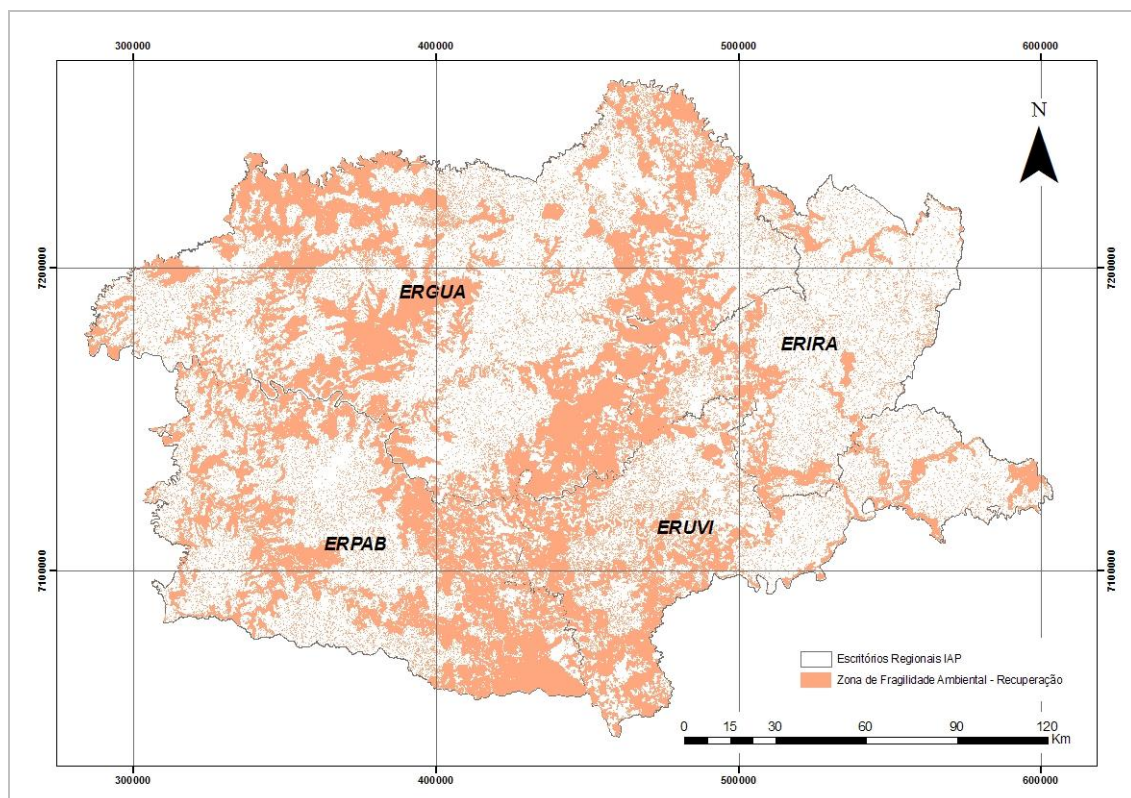 300000 400000 500000 600000
N
7200000 7200000
ERGUA
ERIRA
ERUVI
ERPAB
7100000 7100000
Escritórios Regionais IAP
Zona de Fragilidade Ambiental - Recuperação
0 15 30 60 90 120
Km
300000 400000 500000 600000